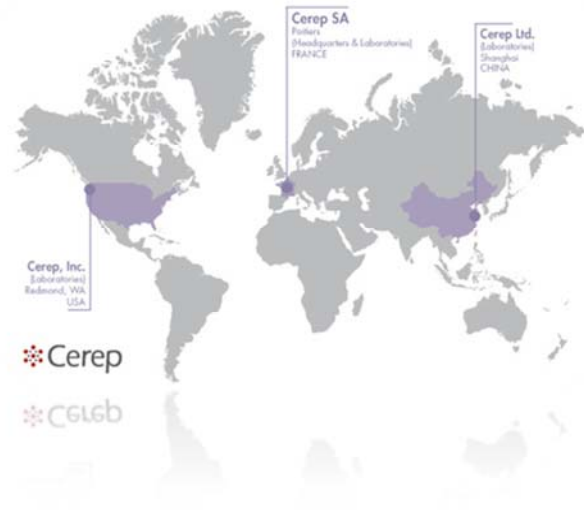 Cerep SA
Poitiers
(Headquarters & Laboratories)
FRANCE
Cerep Ltd.
(Laboratories)
Shanghai
CHINA
Cerep, Inc.
(Laboratories)
Redmond, WA
USA
Cerep